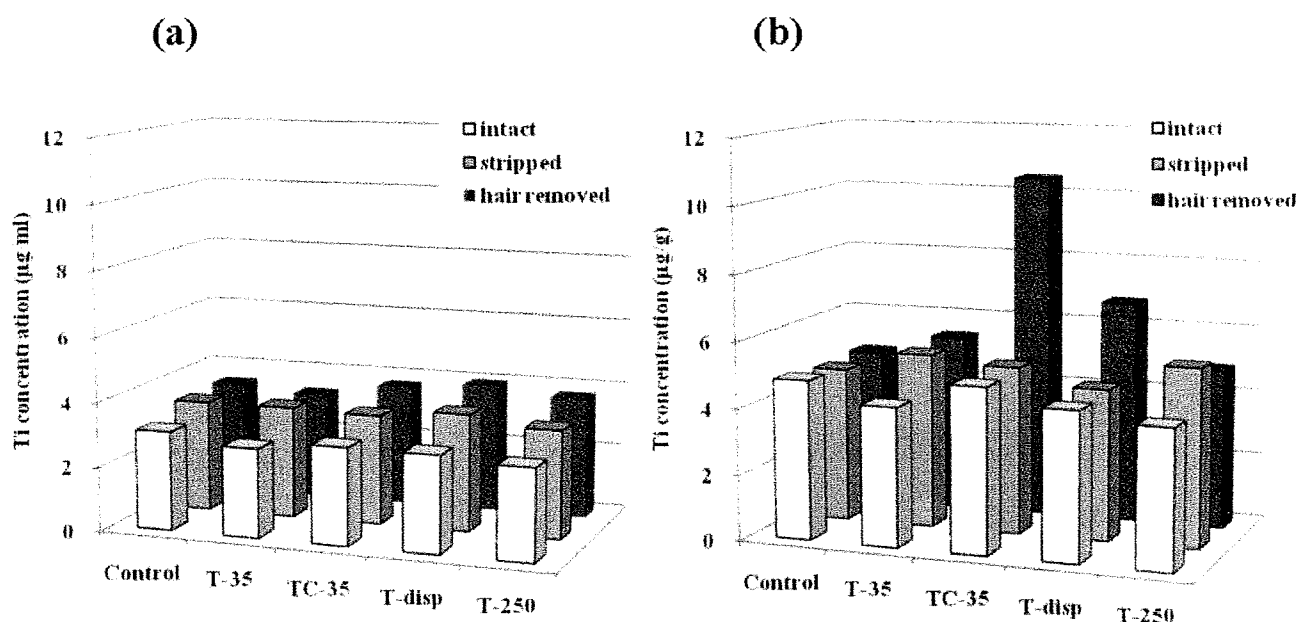 (a)
12
10
8
6
4
2
0
Ti concentration (µg ml)
intact
stripped
hair removed
Control T-35 TC-35 T-disp T-250
(b)
12
10
8
6
4
2
0
Ti concentration (µg g)
intact
stripped
hair removed
Control T-35 TC-35 T-disp T-250